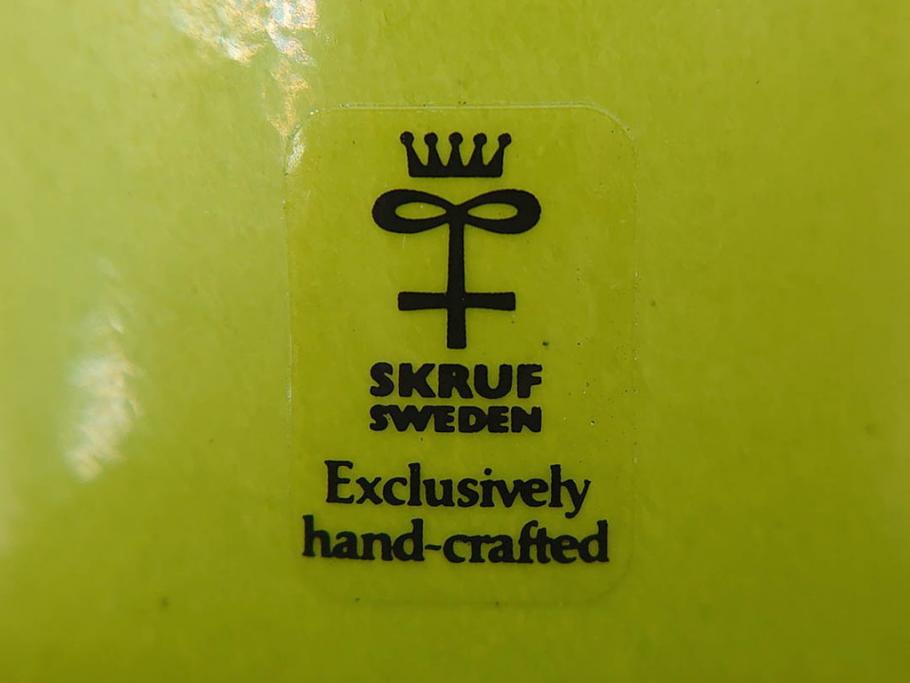 SKRUF
SWEDEN
Exclusively
hand-crafted